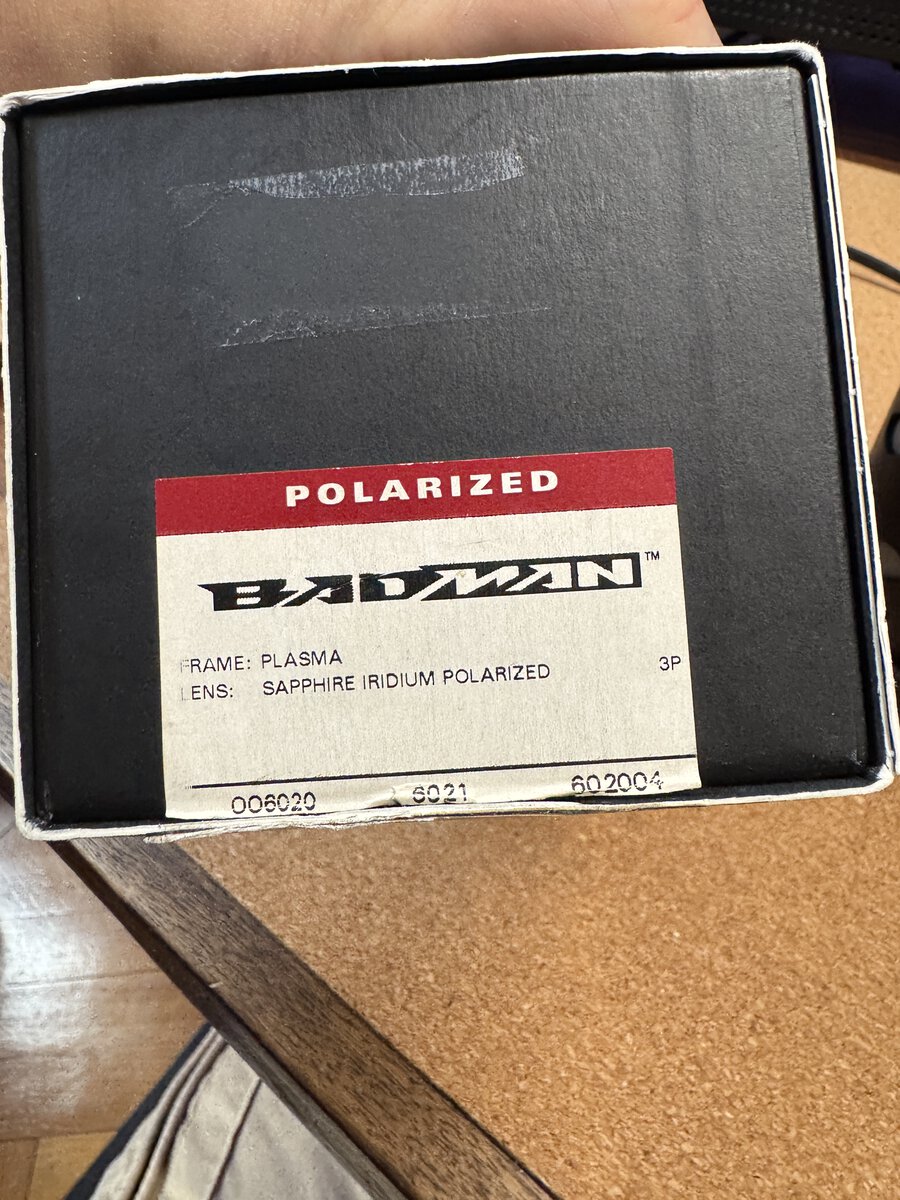 POLARIZED
BADMAN™
FRAME: PLASMA
LENS: SAPPHIRE IRIDIUM POLARIZED 3P
006020 6021 602004